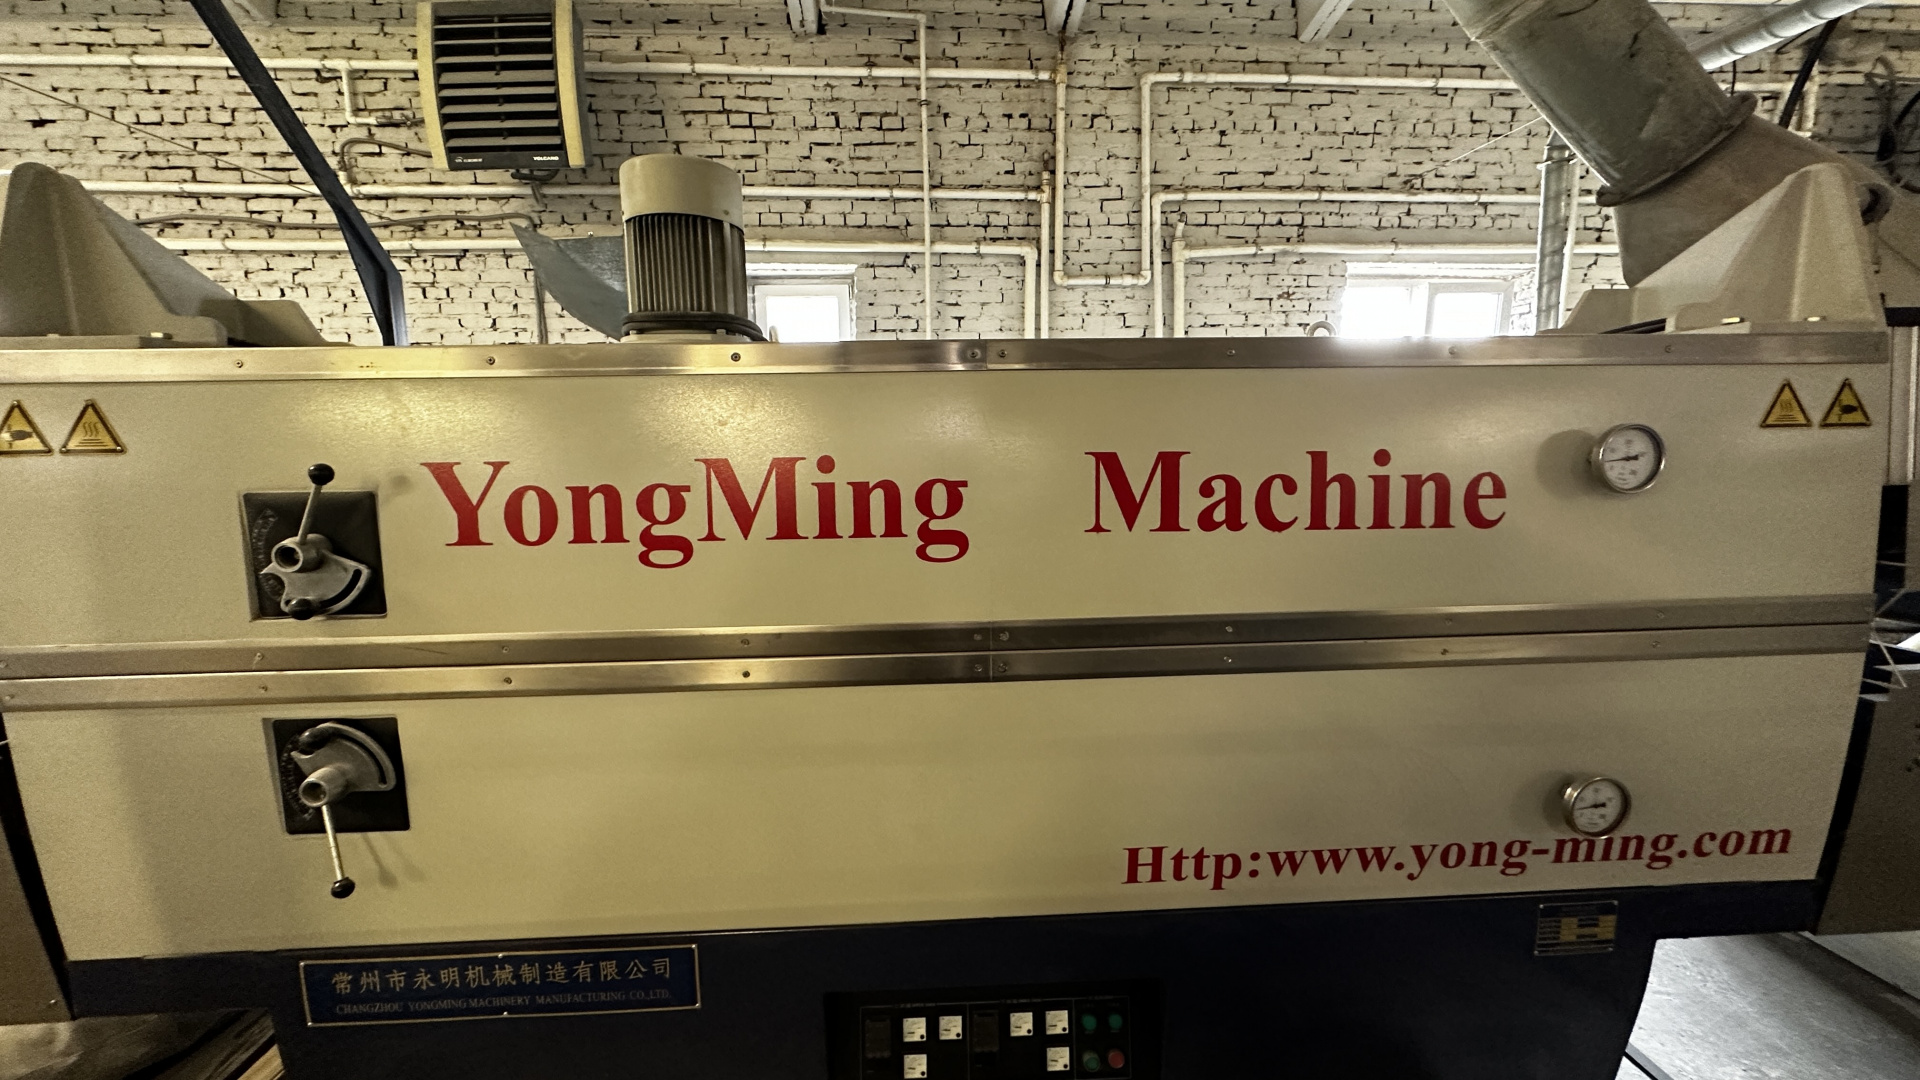 VOLCANO
YongMing Machine
Http:www.yong-ming.com
常州市永明机械制造有限公司
CHANGZHOU YONGMING MACHINERY MANUFACTURING CO.,LTD.